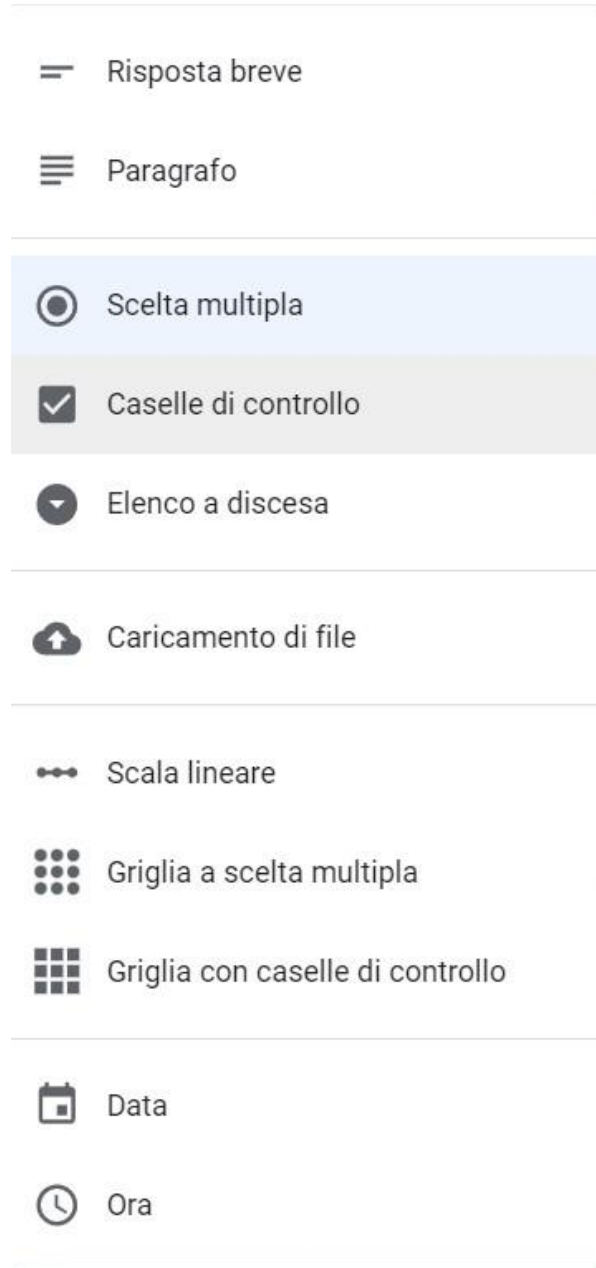 Risposta breve
Paragrafo
Scelta multipla
Caselle di controllo
Elenco a discesa
Caricamento di file
Scala lineare
Griglia a scelta multipla
Griglia con caselle di controllo
Data
Ora